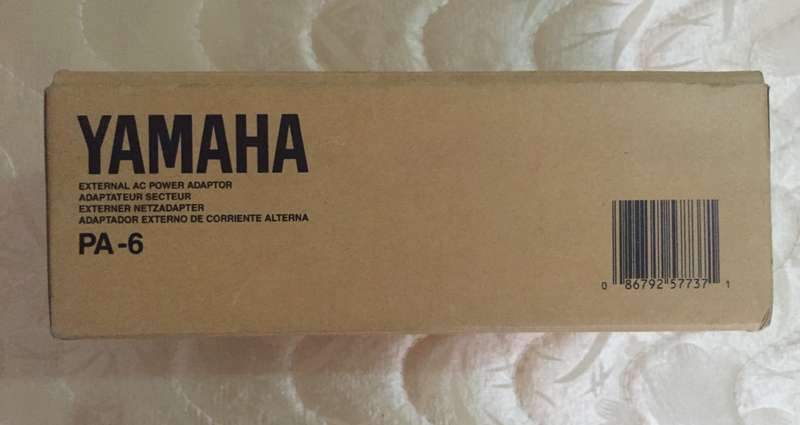 YAMAHA
EXTERNAL AC POWER ADAPTOR
ADAPTATEUR SECTEUR
EXTERNER NETZADAPTER
ADAPTADOR EXTERNO DE CORRIENTE ALTERNA
PA-6
0 86792 57737 1